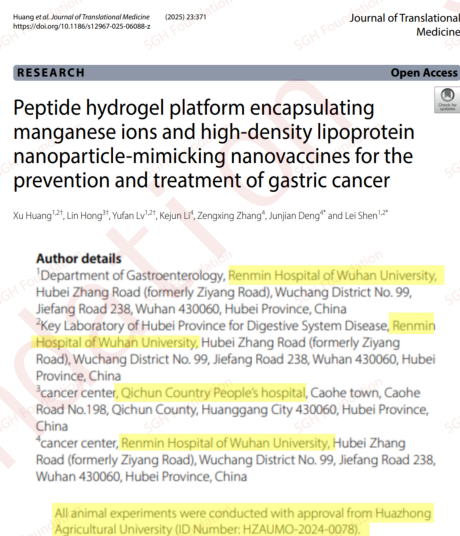 Huang et al. Journal of Translational Medicine (2025) 23:371
https://doi.org/10.1186/s12967-025-06088-z
Journal of Translational
Medicine
RESEARCH
Open Access
Check for
updates
Peptide hydrogel platform encapsulating
manganese ions and high-density lipoprotein
nanoparticle-mimicking nanovaccines for the
prevention and treatment of gastric cancer
Xu Huang1,2†, Lin Hong3†, Yufan Lv1,2†, Kejun Li4, Zengxing Zhang4, Junjian Deng4* and Lei Shen1,2*
Author details
1Department of Gastroenterology, Renmin Hospital of Wuhan University,
Hubei Zhang Road (formerly Ziyang Road), Wuchang District No. 99,
Jiefang Road 238, Wuhan 430060, Hubei Province, China
2Key Laboratory of Hubei Province for Digestive System Disease, Renmin
Hospital of Wuhan University, Hubei Zhang Road (formerly Ziyang
Road), Wuchang District No. 99, Jiefang Road 238, Wuhan 430060, Hubei
Province, China
3cancer center, Qichun Country People's hospital, Caohe town, Caohe
Road No.198, Qichun County, Huanggang City 430060, Hubei Province,
China
4cancer center, Renmin Hospital of Wuhan University, Hubei Zhang
Road (formerly Ziyang Road), Wuchang District No. 99, Jiefang Road 238,
Wuhan 430060, Hubei Province, China
All animal experiments were conducted with approval from Huazhong
Agricultural University (ID Number: HZAUMO-2024-0078).